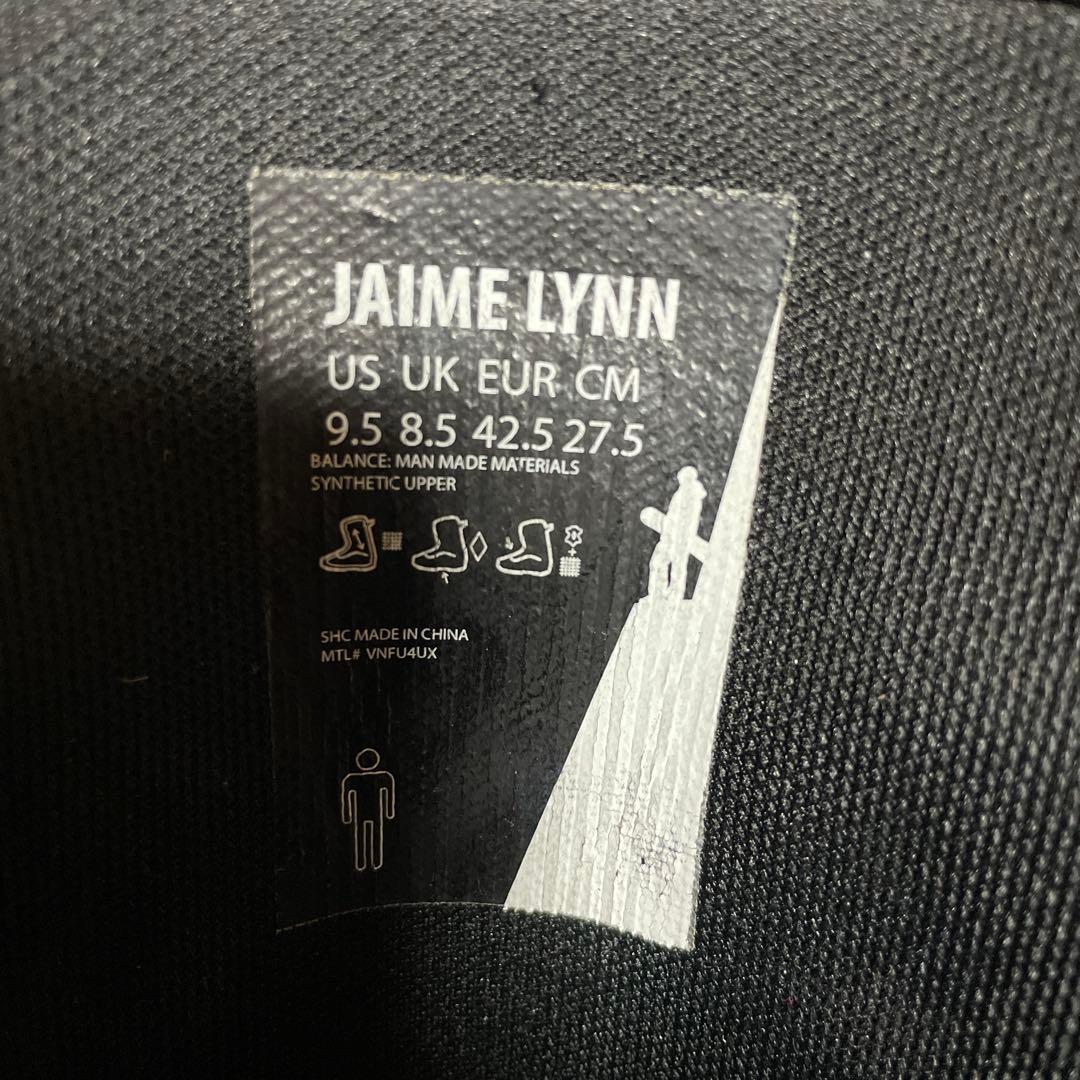 JAIME LYNN
US UK EUR CM
9.5 8.5 42.5 27.5
BALANCE: MAN MADE MATERIALS
SYNTHETIC UPPER
SHC MADE IN CHINA
MTL# VNFU4UX